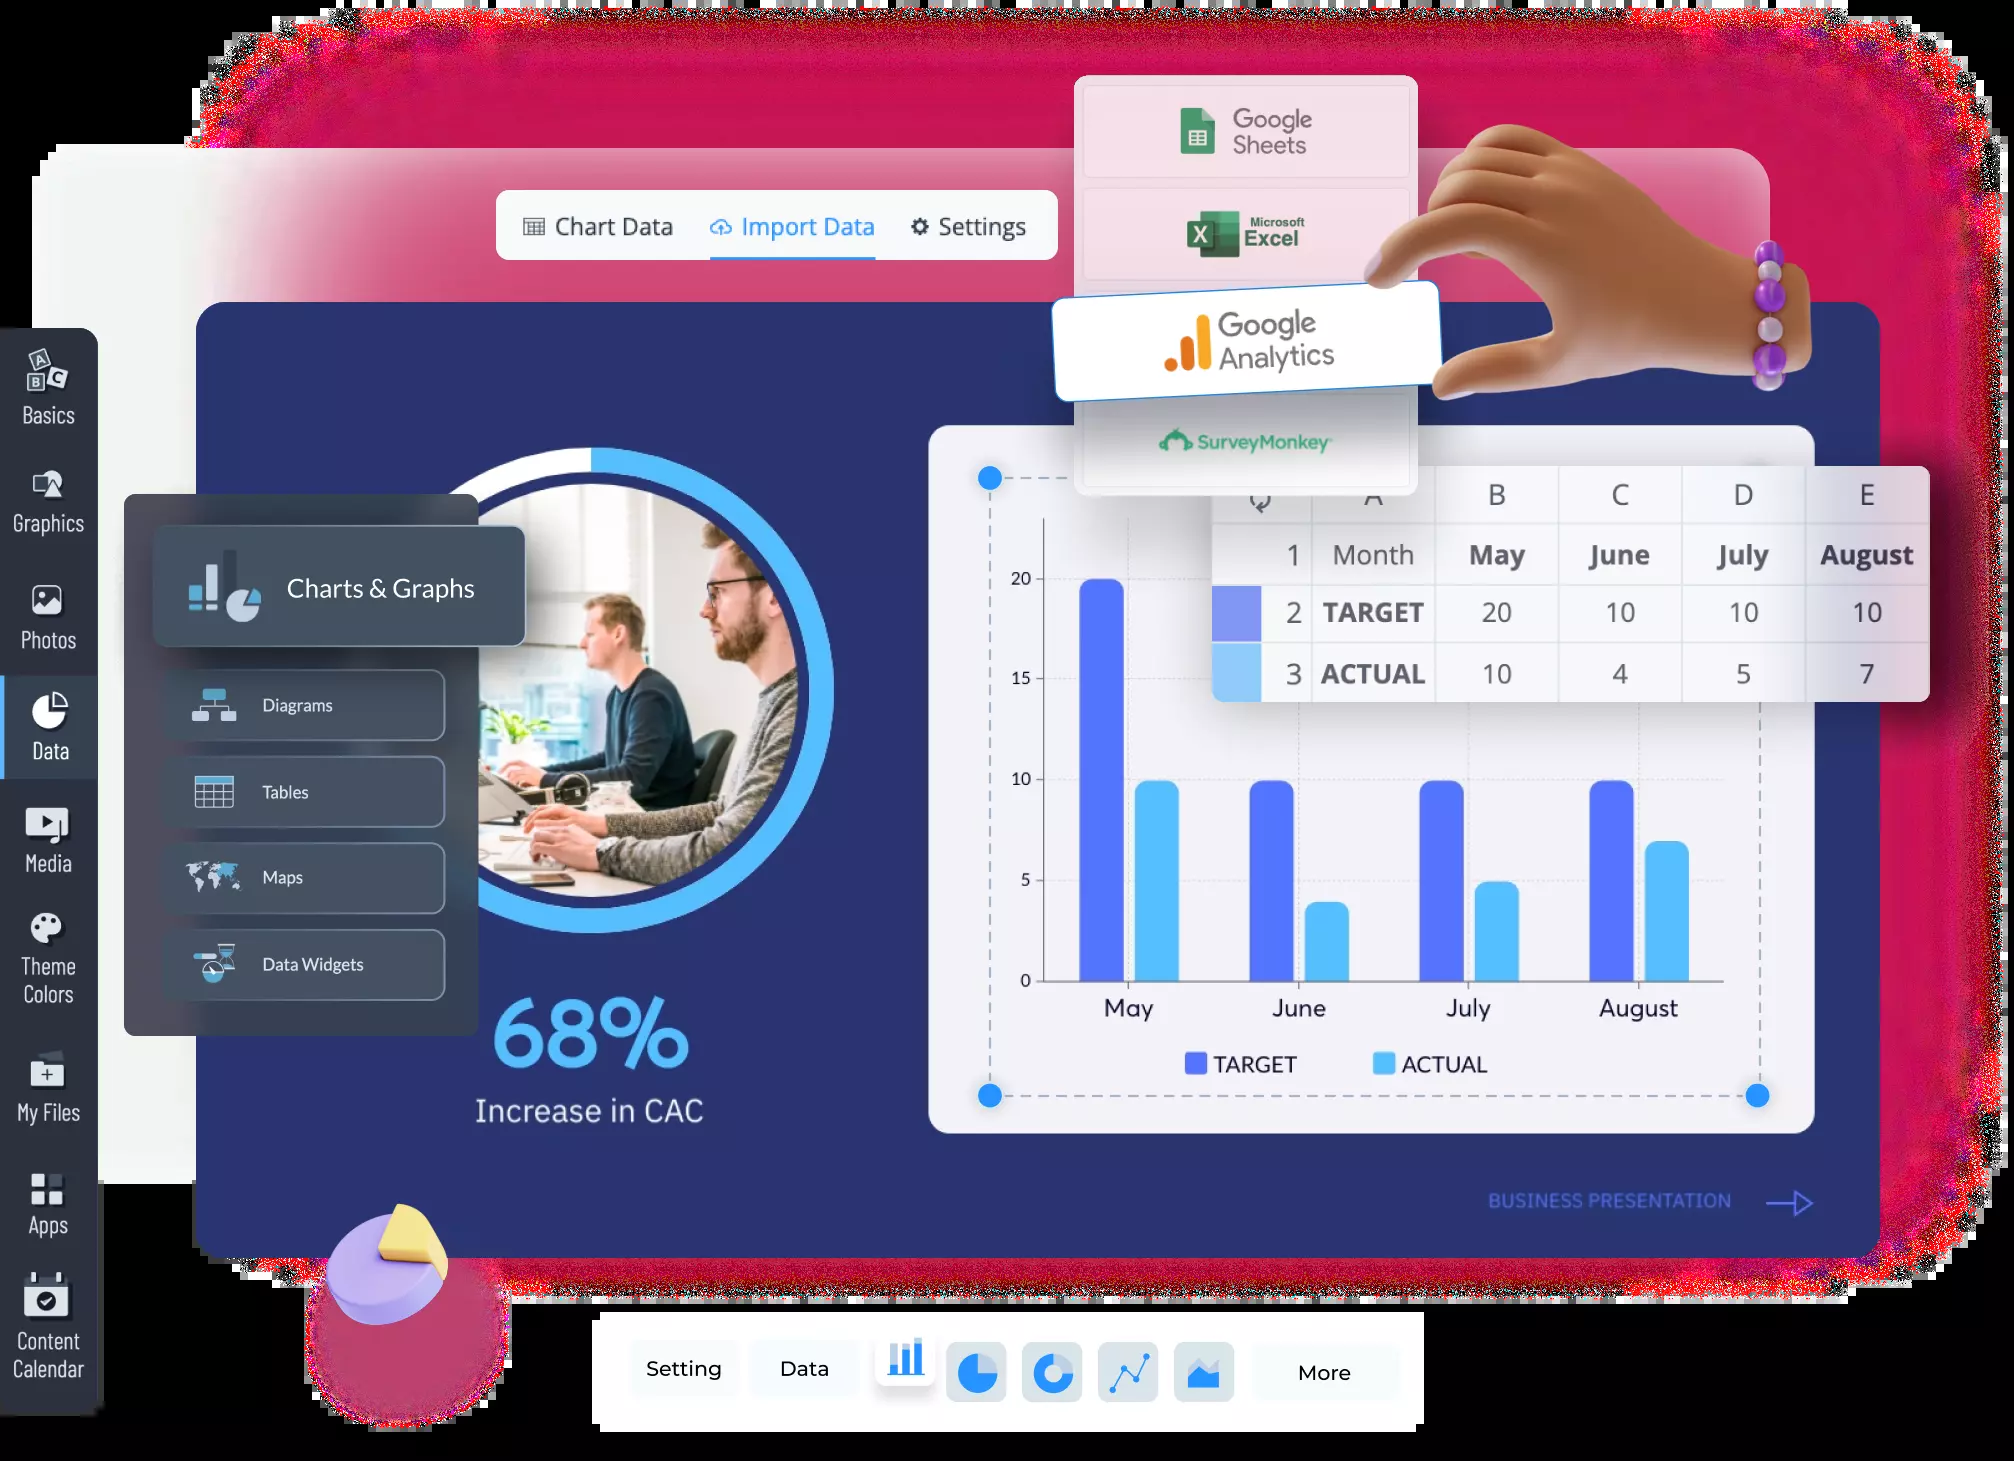 Google
Sheets
Microsoft
Excel
Google
Analytics
SurveyMonkey
Chart Data
Import Data
Settings
A
B
C
Basics
Graphics
Photos
Data
Media
Theme
Colors
My Files
Apps
Content
Calendar
Charts & Graphs
Diagrams
Tables
Maps
Data Widgets
68%
Increase in CAC
A B C D E
1 Month May June July August
2 TARGET 20 10 10 10
3 ACTUAL 10 4 5 7
20
15
10
5
0
May June July August
TARGET ACTUAL
BUSINESS PRESENTATION
Setting Data More